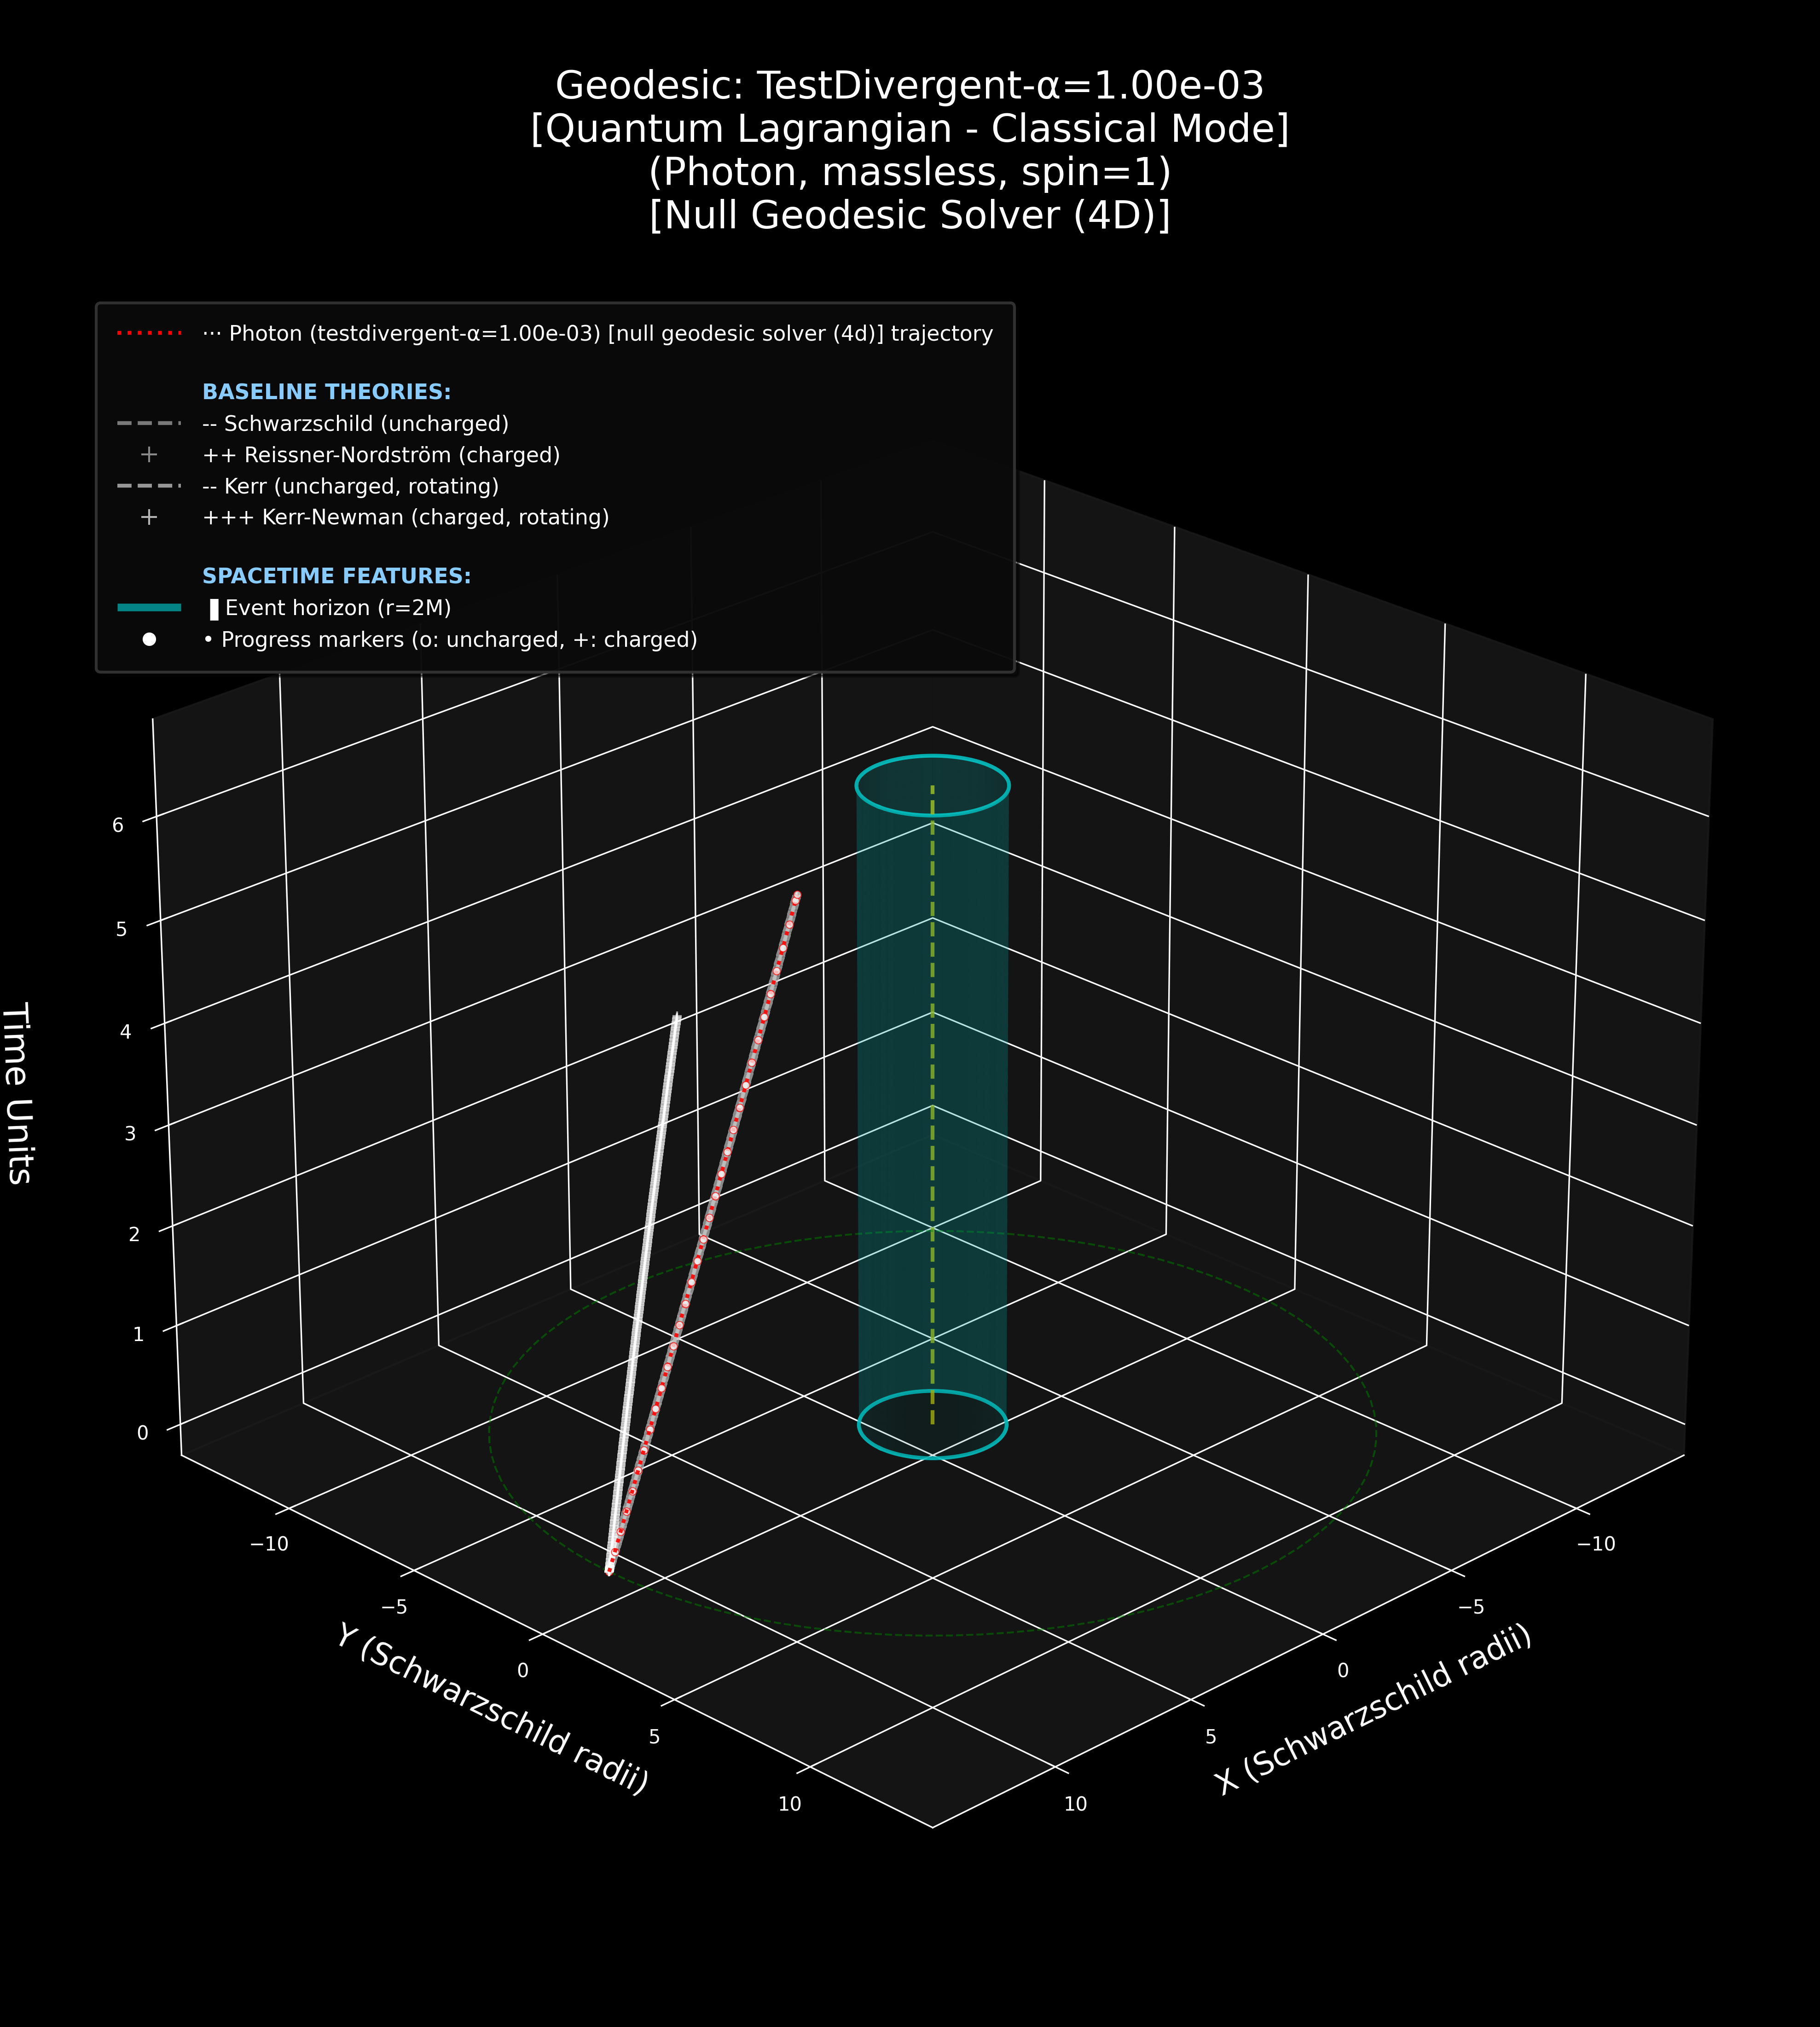 Geodesic: TestDivergent-α=1.00e-03
[Quantum Lagrangian - Classical Mode]
(Photon, massless, spin=1)
[Null Geodesic Solver (4D)]
··· Photon (testdivergent-α=1.00e-03) [null geodesic solver (4d)] trajectory
BASELINE THEORIES:
-- Schwarzschild (uncharged)
++ Reissner-Nordström (charged)
-- Kerr (uncharged, rotating)
+++ Kerr-Newman (charged, rotating)
SPACETIME FEATURES:
▐ Event horizon (r=2M)
• Progress markers (o: uncharged, +: charged)
6
5
4
3
2
1
0
Time Units
−10
−5
0
5
10
Y (Schwarzschild radii)
10
5
0
−5
−10
X (Schwarzschild radii)